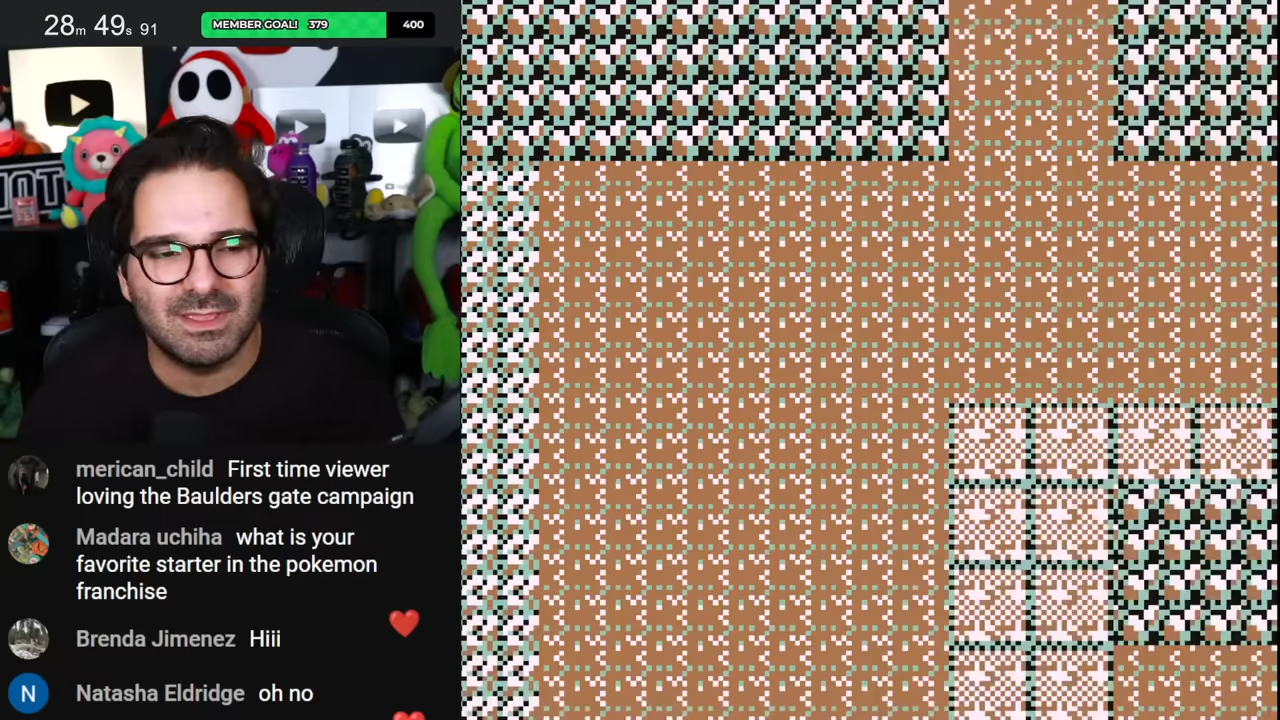 28m 49s 91
MEMBER GOAL! 379 400
merican_child First time viewer
loving the Baulders gate campaign
Madara uchiha what is your
favorite starter in the pokemon
franchise
Brenda Jimenez Hiii
N Natasha Eldridge oh no